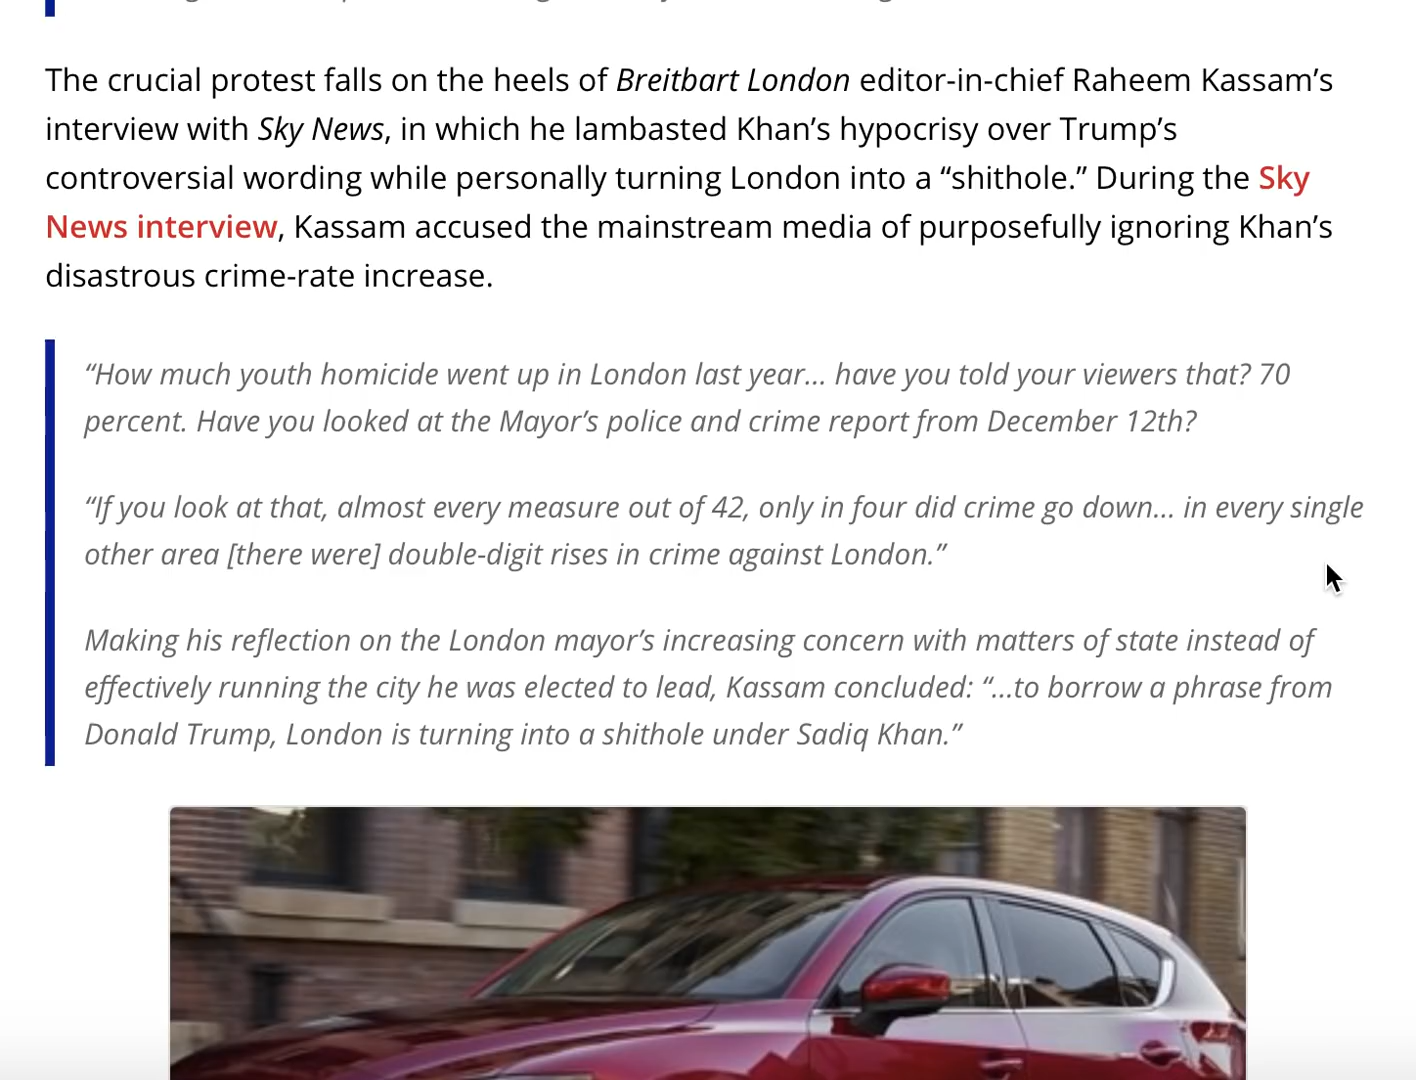 The crucial protest falls on the heels of Breitbart London editor-in-chief Raheem Kassam’s
interview with Sky News, in which he lambasted Khan’s hypocrisy over Trump’s
controversial wording while personally turning London into a “shithole.” During the Sky
News interview, Kassam accused the mainstream media of purposefully ignoring Khan’s
disastrous crime-rate increase.
“How much youth homicide went up in London last year… have you told your viewers that? 70
percent. Have you looked at the Mayor’s police and crime report from December 12th?
“If you look at that, almost every measure out of 42, only in four did crime go down… in every single
other area [there were] double-digit rises in crime against London.”
Making his reflection on the London mayor’s increasing concern with matters of state instead of
effectively running the city he was elected to lead, Kassam concluded: “…to borrow a phrase from
Donald Trump, London is turning into a shithole under Sadiq Khan.”